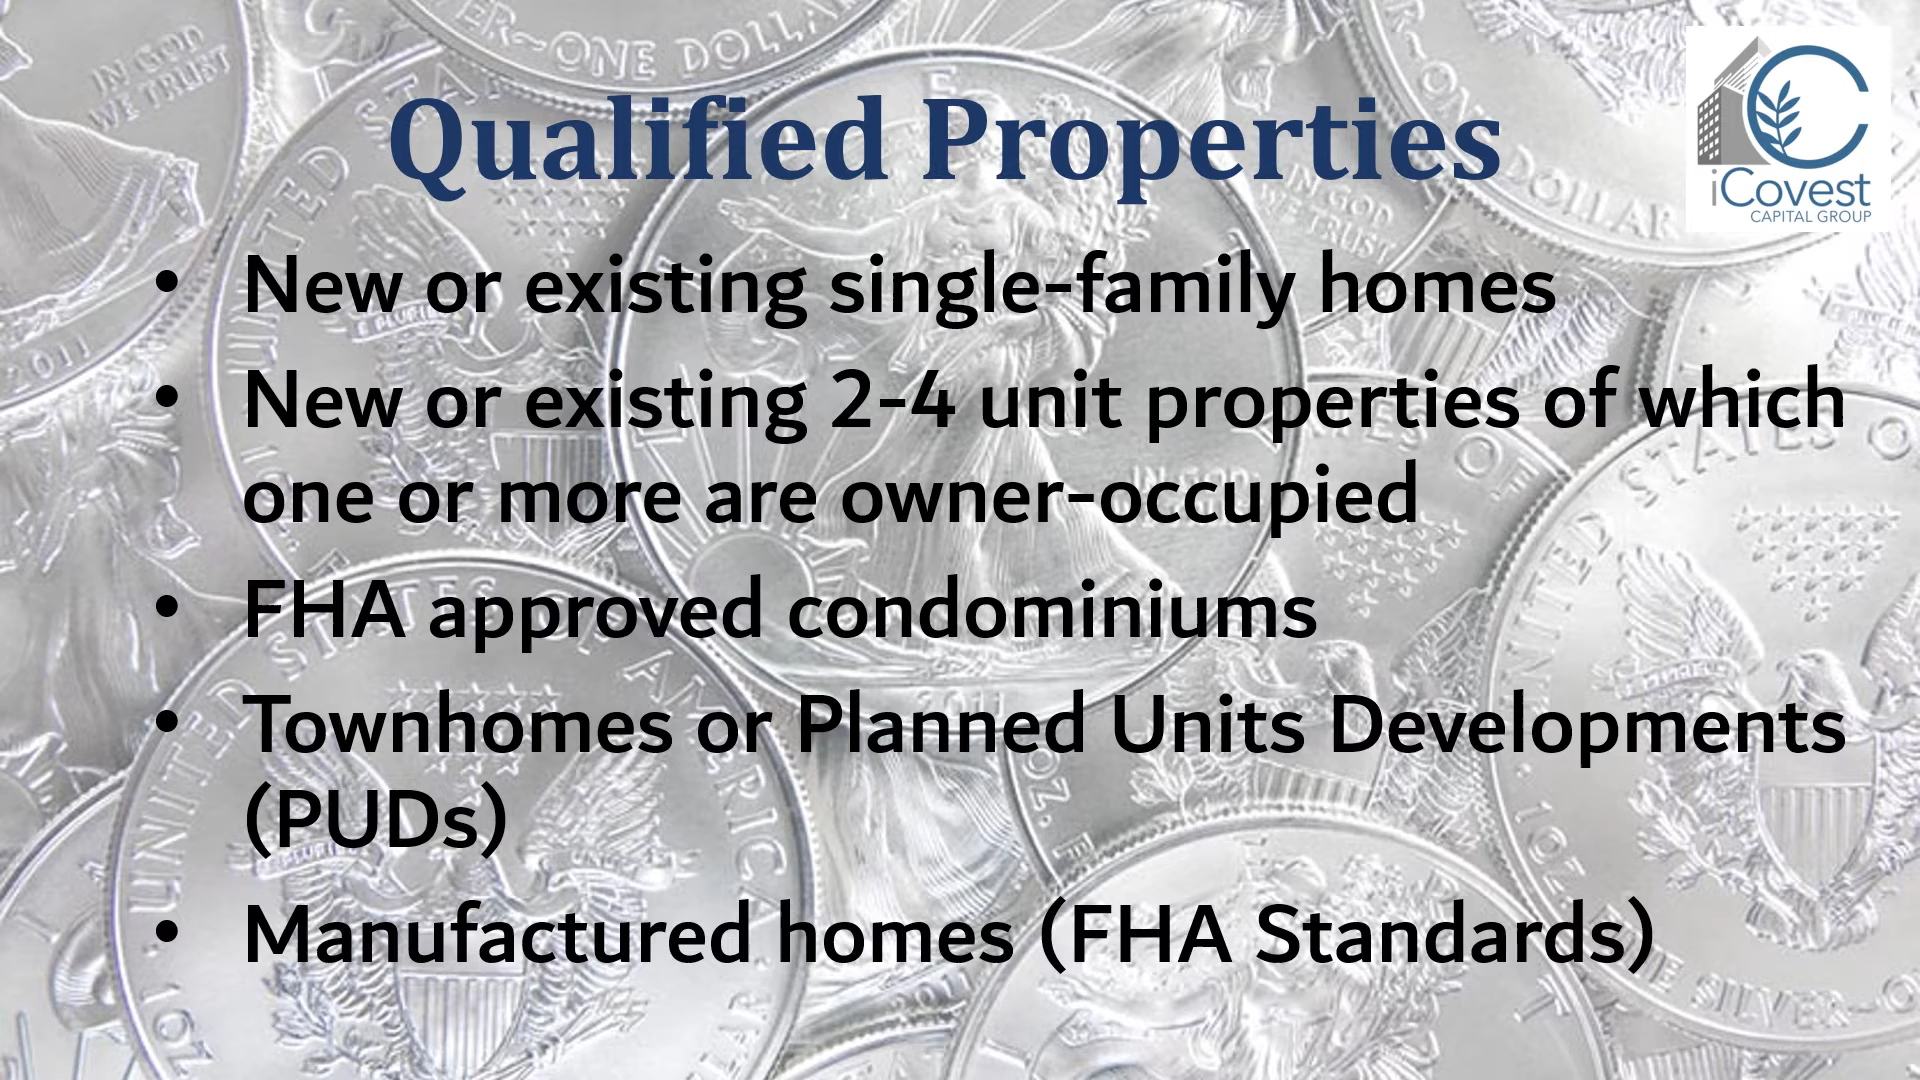 Qualified Properties
iCovest
CAPITAL GROUP
• New or existing single-family homes
• New or existing 2-4 unit properties of which
one or more are owner-occupied
• FHA approved condominiums
• Townhomes or Planned Units Developments
(PUDs)
• Manufactured homes (FHA Standards)